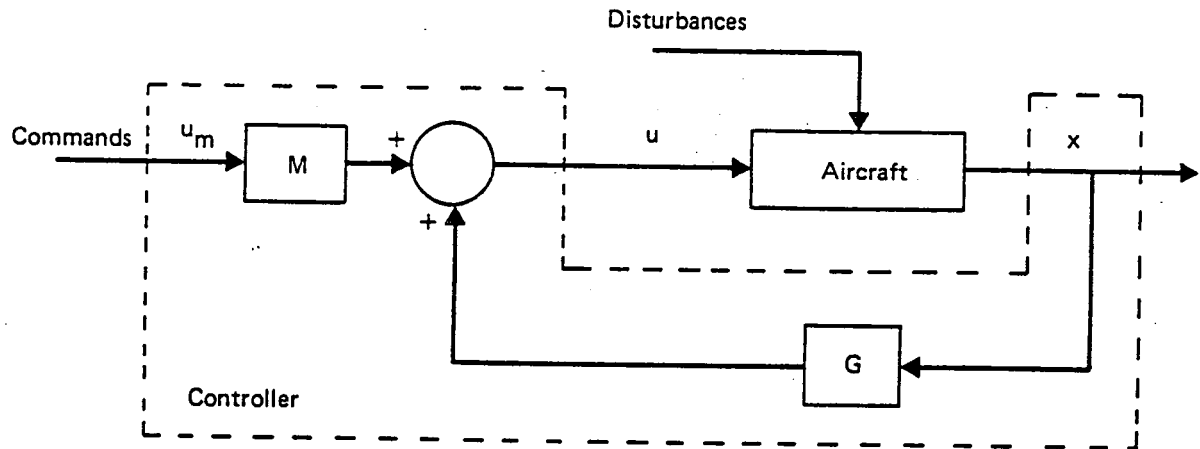 Disturbances
Commands
u_m
M
+
+
u
Aircraft
x
G
Controller